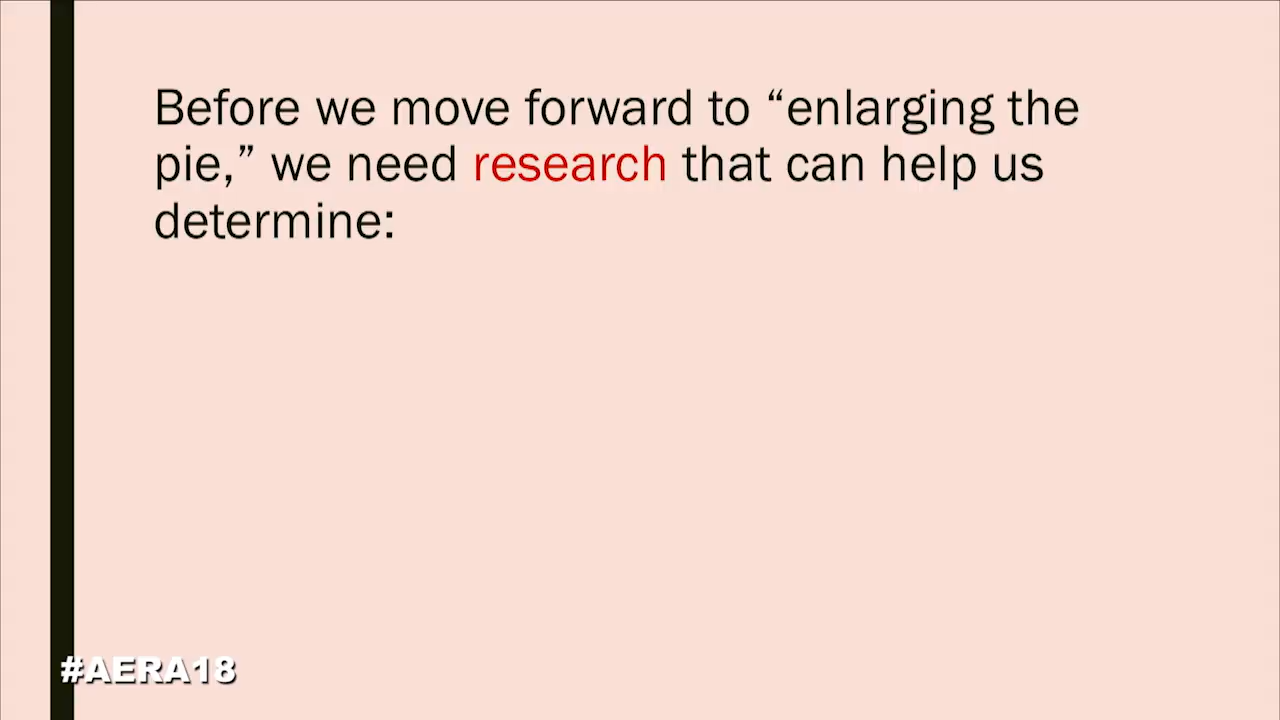 Before we move forward to “enlarging the
pie,” we need research that can help us
determine:
#AERA18